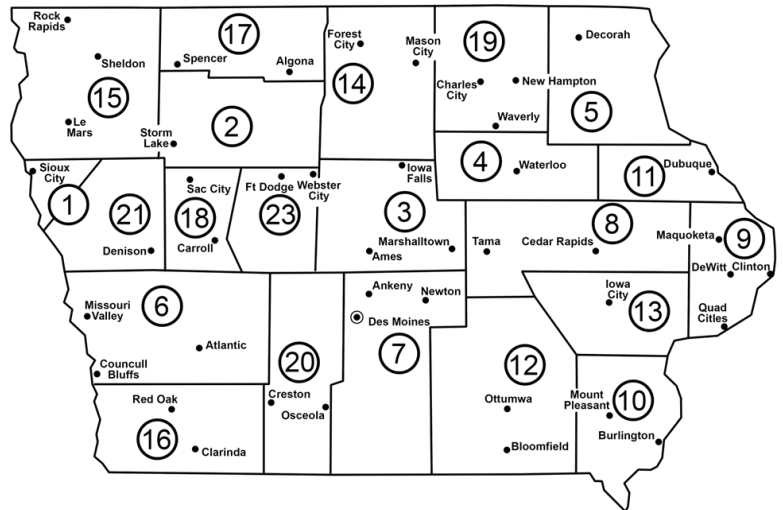 Rock
Rapids
17
Forest
City
Mason
City
19
Decorah
Spencer
Algona
Sheldon
14
Charles
City
New Hampton
15
5
Le
Mars
Storm
Lake
2
Waverly
Sioux
City
Sac City
Ft Dodge
Webster
City
Iowa
Falls
4
Waterloo
11
Dubuque
1
21
18
23
3
8
Denison
Carroll
Marshalltown
Ames
Tama
Cedar Rapids
Maquoketa
9
DeWitt
Clinton
6
Missouri
Valley
Ankeny
Newton
Iowa
City
13
Quad
Citles
Des Moines
Atlantic
Councull
Bluffs
20
7
12
Red Oak
Creston
Osceola
Ottumwa
Mount
Pleasant
10
16
Clarinda
Bloomfield
Burlington